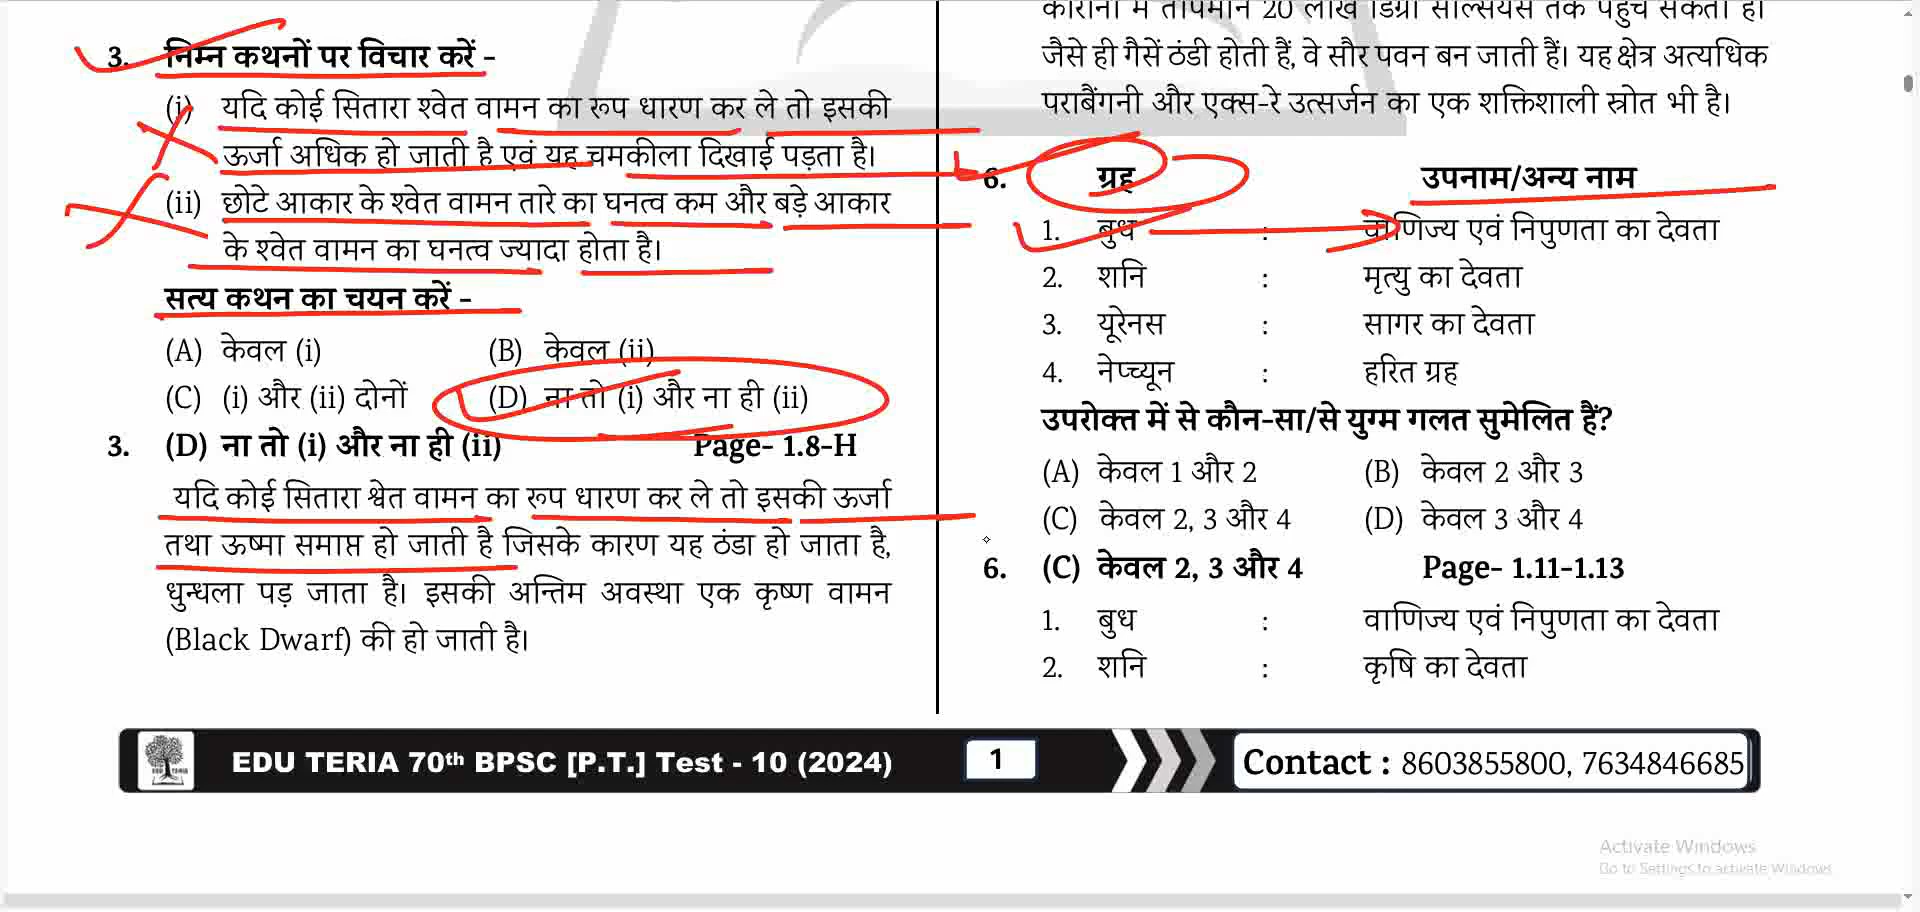 3. निम्न कथनों पर विचार करें -
(i) यदि कोई सितारा श्वेत वामन का रूप धारण कर ले तो इसकी
ऊर्जा अधिक हो जाती है एवं यह चमकीला दिखाई पड़ता है।
(ii) छोटे आकार के श्वेत वामन तारे का घनत्व कम और बड़े आकार
के श्वेत वामन का घनत्व ज्यादा होता है।
सत्य कथन का चयन करें -
(A) केवल (i) (B) केवल (ii)
(C) (i) और (ii) दोनों (D) ना तो (i) और ना ही (ii)
3. (D) ना तो (i) और ना ही (ii) Page- 1.8-H
यदि कोई सितारा श्वेत वामन का रूप धारण कर ले तो इसकी ऊर्जा
तथा ऊष्मा समाप्त हो जाती है जिसके कारण यह ठंडा हो जाता है,
धुन्धला पड़ जाता है। इसकी अन्तिम अवस्था एक कृष्ण वामन
(Black Dwarf) की हो जाती है।
कोरोना में तापमान 20 लाख डिग्री सेल्सियस तक पहुंच सकता है।
जैसे ही गैसें ठंडी होती हैं, वे सौर पवन बन जाती हैं। यह क्षेत्र अत्यधिक
पराबैंगनी और एक्स-रे उत्सर्जन का एक शक्तिशाली स्रोत भी है।
6. ग्रह उपनाम/अन्य नाम
1. बुध : वाणिज्य एवं निपुणता का देवता
2. शनि : मृत्यु का देवता
3. यूरेनस : सागर का देवता
4. नेप्च्यून : हरित ग्रह
उपरोक्त में से कौन-सा/से युग्म गलत सुमेलित हैं?
(A) केवल 1 और 2 (B) केवल 2 और 3
(C) केवल 2, 3 और 4 (D) केवल 3 और 4
6. (C) केवल 2, 3 और 4 Page- 1.11-1.13
1. बुध : वाणिज्य एवं निपुणता का देवता
2. शनि : कृषि का देवता
EDU TERIA 70th BPSC [P.T.] Test - 10 (2024) 1 Contact : 8603855800, 7634846685
Activate Windows
Go to Settings to activate Windows.